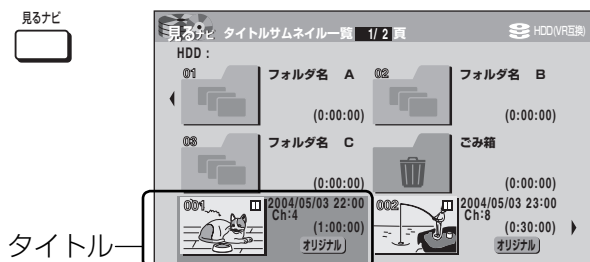 見るナビ
見るナビ タイトルサムネイル一覧 1/ 2 頁 HDD(VR互換)
HDD :
01 フォルダ名 A (0:00:00)
02 フォルダ名 B (0:00:00)
03 フォルダ名 C (0:00:00)
ごみ箱 (0:00:00)
001 2004/05/03 22:00
Ch:4
(1:00:00)
オリジナル
002 2004/05/03 23:00
Ch:8
(0:30:00)
オリジナル
タイトル